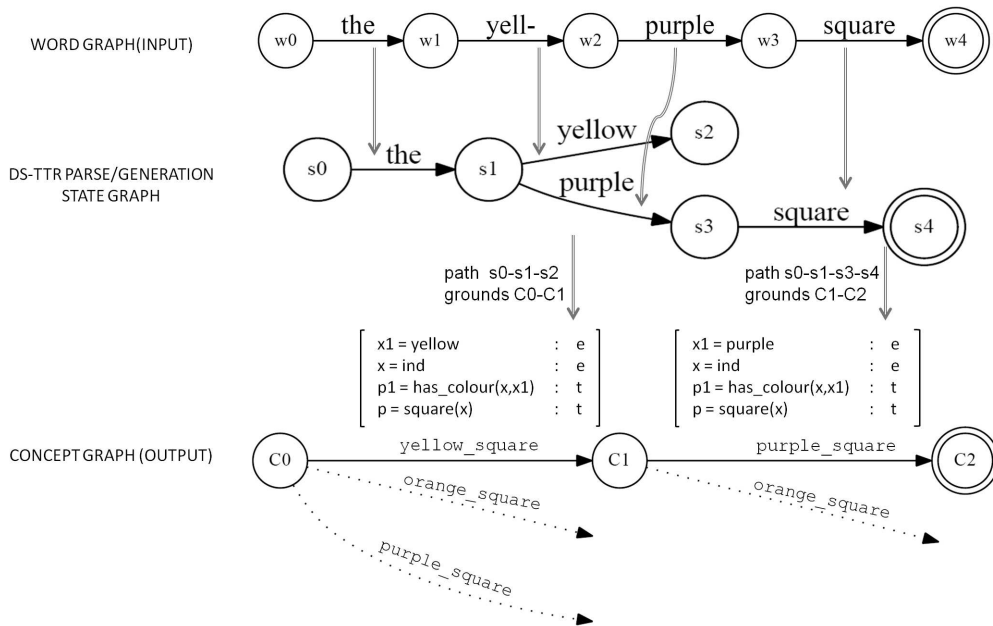 WORD GRAPH(INPUT)
w0 the w1 yell- w2 purple w3 square w4
DS-TTR PARSE/GENERATION
STATE GRAPH
s0 the s1 yellow s2
purple s3 square s4
path s0-s1-s2
grounds C0-C1
path s0-s1-s3-s4
grounds C1-C2
x1 = yellow : e
x = ind : e
p1 = has_colour(x,x1) : t
p = square(x) : t
x1 = purple : e
x = ind : e
p1 = has_colour(x,x1) : t
p = square(x) : t
CONCEPT GRAPH (OUTPUT)
C0 yellow_square C1 purple_square C2
orange_square
orange_square
purple_square